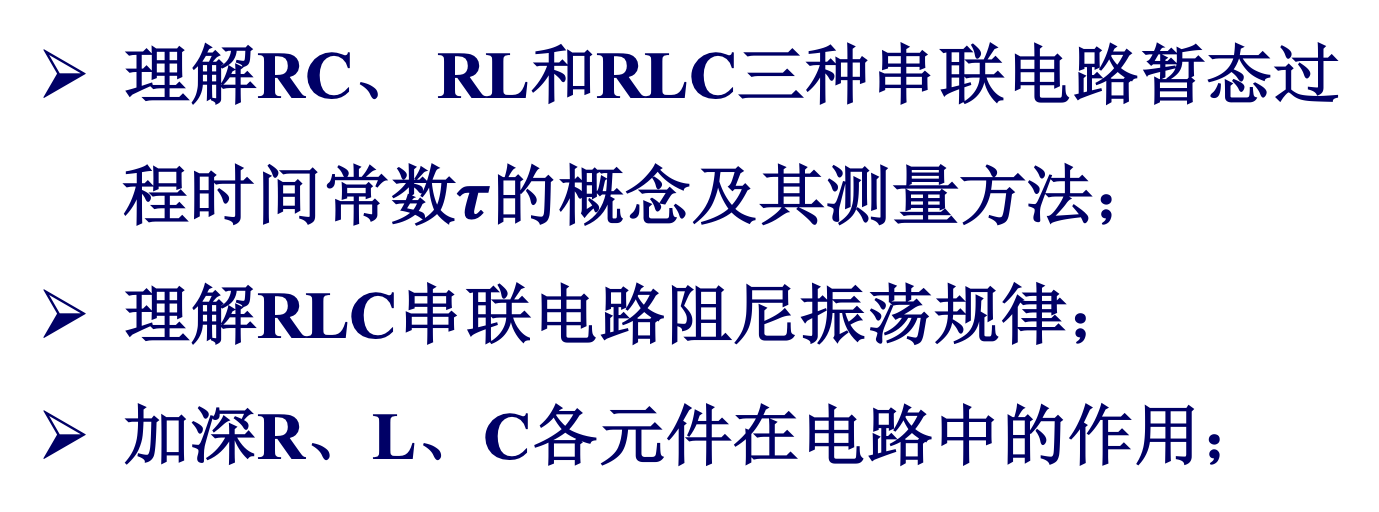 ➢ 理解RC、 RL和RLC三种串联电路暂态过
程时间常数τ的概念及其测量方法；
➢ 理解RLC串联电路阻尼振荡规律；
➢ 加深R、L、C各元件在电路中的作用；